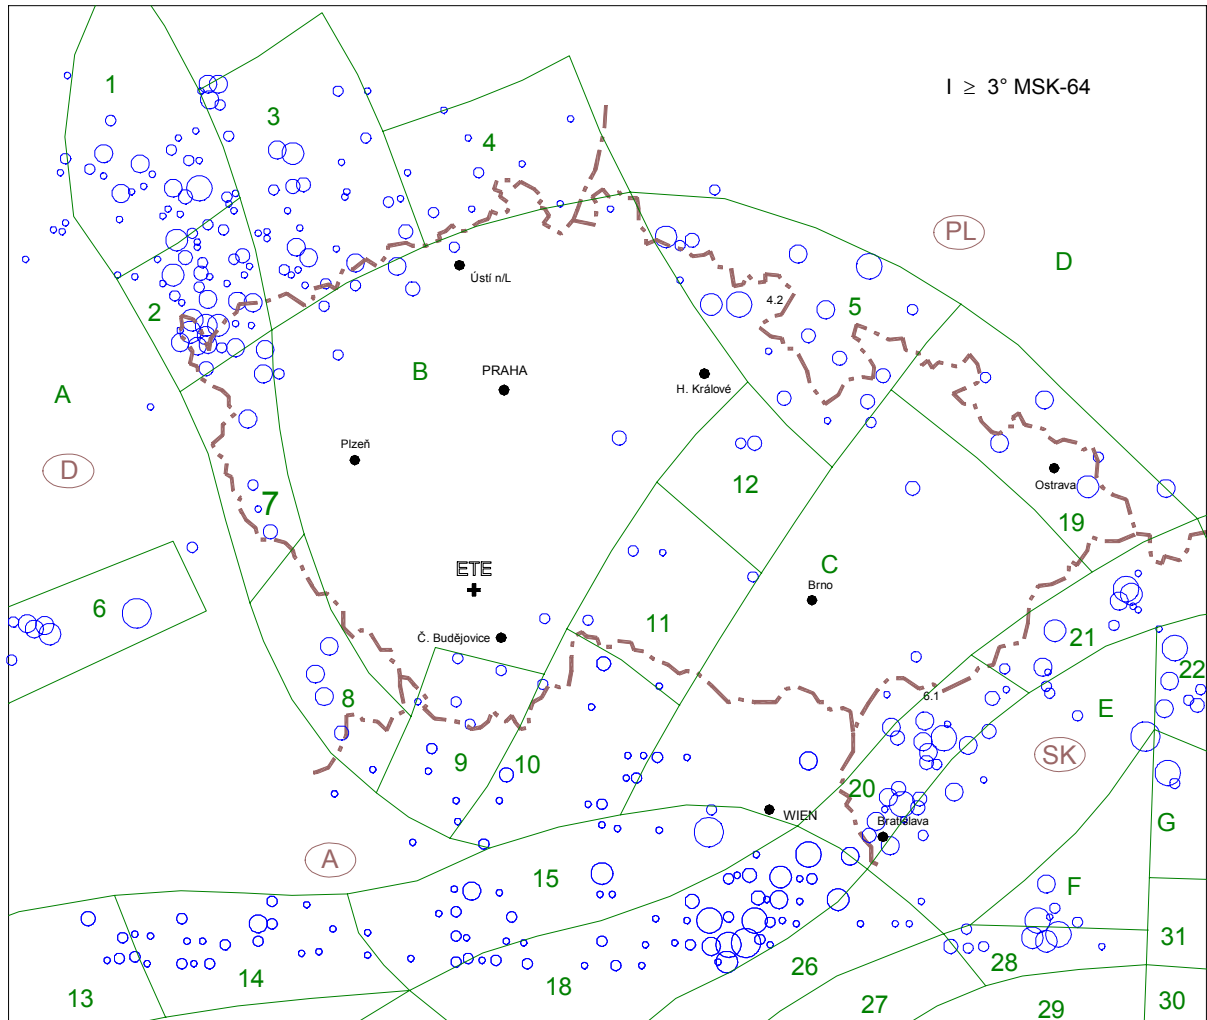 I ≥ 3° MSK-64
1
3
4
PL
D
Ústí n/L
4.2
5
2
B
PRAHA
H. Králové
A
Plzeň
D
12
Ostrava
7
19
ETE
C
Brno
6
11
Č. Budějovice
21
22
8
6.1
E
9
10
SK
20
WIEN
Bratislava
G
A
15
F
31
26
28
14
18
13
27
29
30